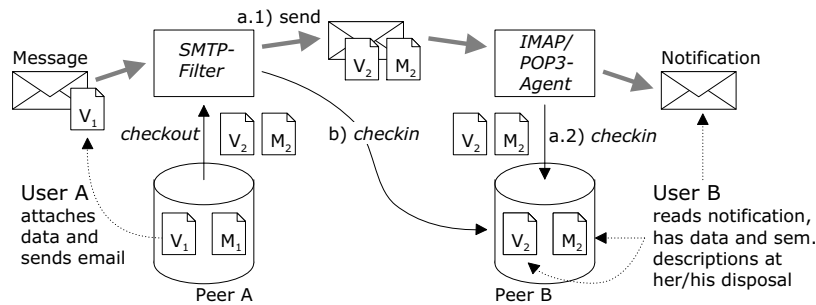 a.1) send
Message
SMTP-
Filter
V2 M2
IMAP/
POP3-
Agent
Notification
V1
checkout
V2 M2
b) checkin
V2 M2
a.2) checkin
User A
attaches
data and
sends email
V1 M1
Peer A
V2 M2
Peer B
User B
reads notification,
has data and sem.
descriptions at
her/his disposal